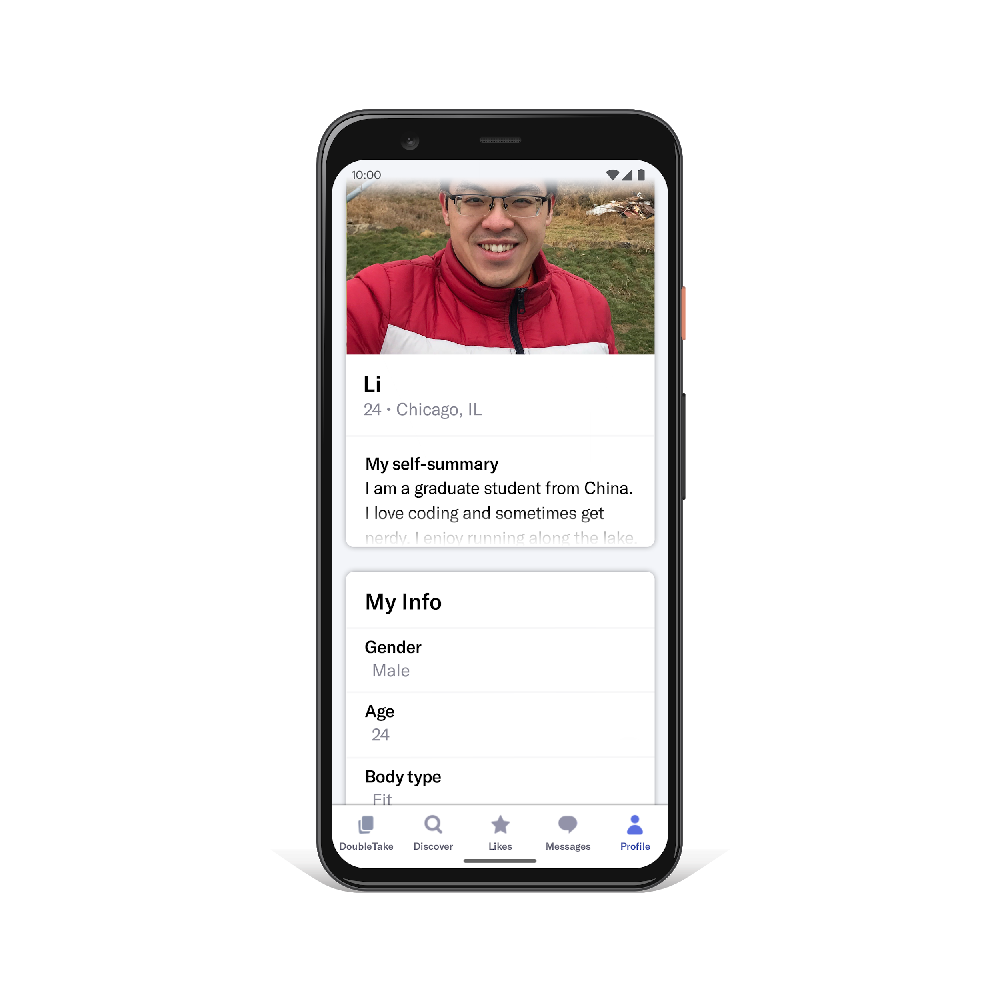 10:00
Li
24 • Chicago, IL
My self-summary
I am a graduate student from China.
I love coding and sometimes get
nerdy. I enjoy running along the lake.
My Info
Gender
Male
Age
24
Body type
Fit
DoubleTake
Discover
Likes
Messages
Profile